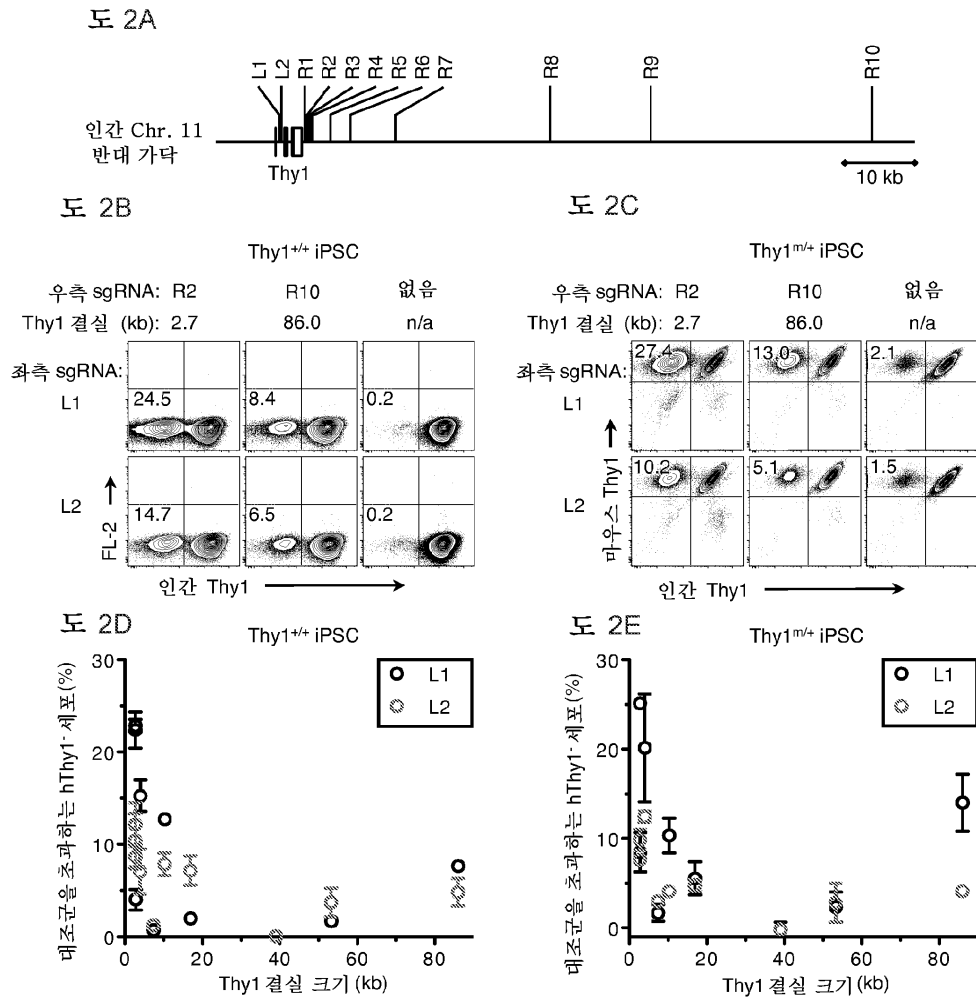 도 2A
L1 L2 R1 R2 R3 R4 R5 R6 R7 R8 R9 R10
인간 Chr. 11
반대 가닥
Thy1
10 kb
도 2B
Thy1+/+ iPSC
우측 sgRNA: R2 R10 없음
Thy1 결실 (kb): 2.7 86.0 n/a
좌측 sgRNA:
L1
24.5 8.4 0.2
L2
14.7 6.5 0.2
FL-2
인간 Thy1
도 2C
Thy1m/+ iPSC
우측 sgRNA: R2 R10 없음
Thy1 결실 (kb): 2.7 86.0 n/a
좌측 sgRNA:
L1
27.4 13.0 2.1
L2
10.2 5.1 1.5
마우스 Thy1
인간 Thy1
도 2D
Thy1+/+ iPSC
대조군을 초과하는 hThy1- 세포(%)
30
20
10
0
L1
L2
0 20 40 60 80
Thy1 결실 크기 (kb)
도 2E
Thy1m/+ iPSC
대조군을 초과하는 hThy1- 세포(%)
30
20
10
0
L1
L2
0 20 40 60 80
Thy1 결실 크기 (kb)